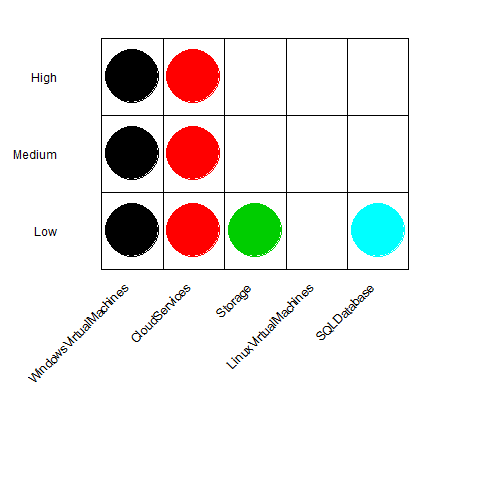 High
Medium
Low
WindowsVirtualMachines
CloudServices
Storage
LinuxVirtualMachines
SQLDatabase